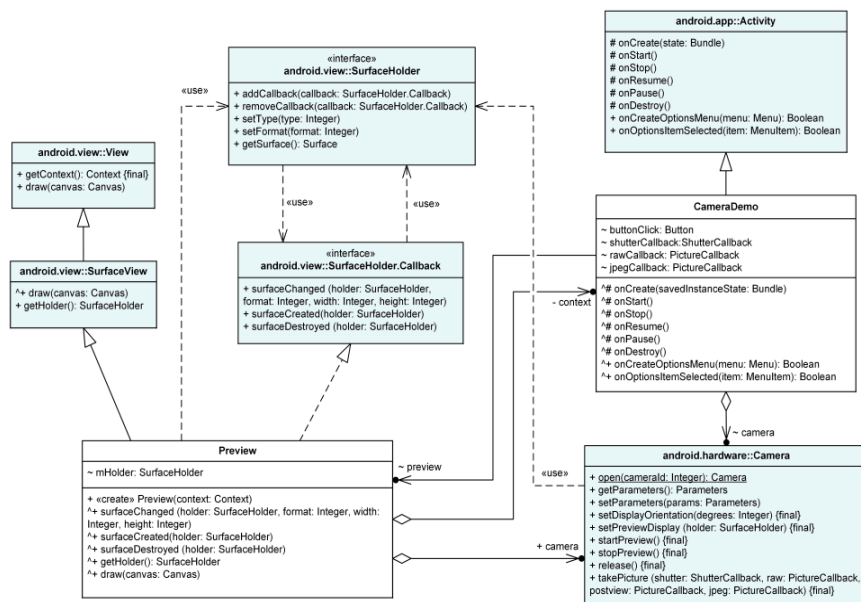 android.app::Activity
# onCreate(state: Bundle)
# onStart()
# onStop()
# onResume()
# onPause()
# onDestroy()
+ onCreateOptionsMenu(menu: Menu): Boolean
+ onOptionsItemSelected(item: MenuItem): Boolean
«interface»
android.view::SurfaceHolder
+ addCallback(callback: SurfaceHolder.Callback)
+ removeCallback(callback: SurfaceHolder.Callback)
+ setType(type: Integer)
+ setFormat(format: Integer)
+ getSurface(): Surface
«use»
«use»
«use»
android.view::View
+ getContext(): Context {final}
+ draw(canvas: Canvas)
android.view::SurfaceView
^+ draw(canvas: Canvas)
+ getHolder(): SurfaceHolder
«interface»
android.view::SurfaceHolder.Callback
+ surfaceChanged (holder: SurfaceHolder,
format: Integer, width: Integer, height: Integer)
+ surfaceCreated(holder: SurfaceHolder)
+ surfaceDestroyed (holder: SurfaceHolder)
CameraDemo
~ buttonClick: Button
~ shutterCallback:ShutterCallback
~ rawCallback: PictureCallback
~ jpegCallback: PictureCallback
^# onCreate(savedInstanceState: Bundle)
^# onStart()
^# onStop()
^# onResume()
^# onPause()
^# onDestroy()
^+ onCreateOptionsMenu(menu: Menu): Boolean
^+ onOptionsItemSelected(item: MenuItem): Boolean
- context
~ camera
~ preview
«use»
+ camera
Preview
~ mHolder: SurfaceHolder
+ «create» Preview(context: Context)
^+ surfaceChanged (holder: SurfaceHolder, format: Integer, width:
Integer, height: Integer)
^+ surfaceCreated(holder: SurfaceHolder)
^+ surfaceDestroyed (holder: SurfaceHolder)
^+ getHolder(): SurfaceHolder
^+ draw(canvas: Canvas)
android.hardware::Camera
+ open(cameraId: Integer): Camera
+ getParameters(): Parameters
+ setParameters(params: Parameters)
+ setDisplayOrientation(degrees: Integer) {final}
+ setPreviewDisplay (holder: SurfaceHolder) {final}
+ startPreview() {final}
+ stopPreview() {final}
+ release() {final}
+ takePicture (shutter: ShutterCallback, raw: PictureCallback,
postview: PictureCallback, jpeg: PictureCallback) {final}